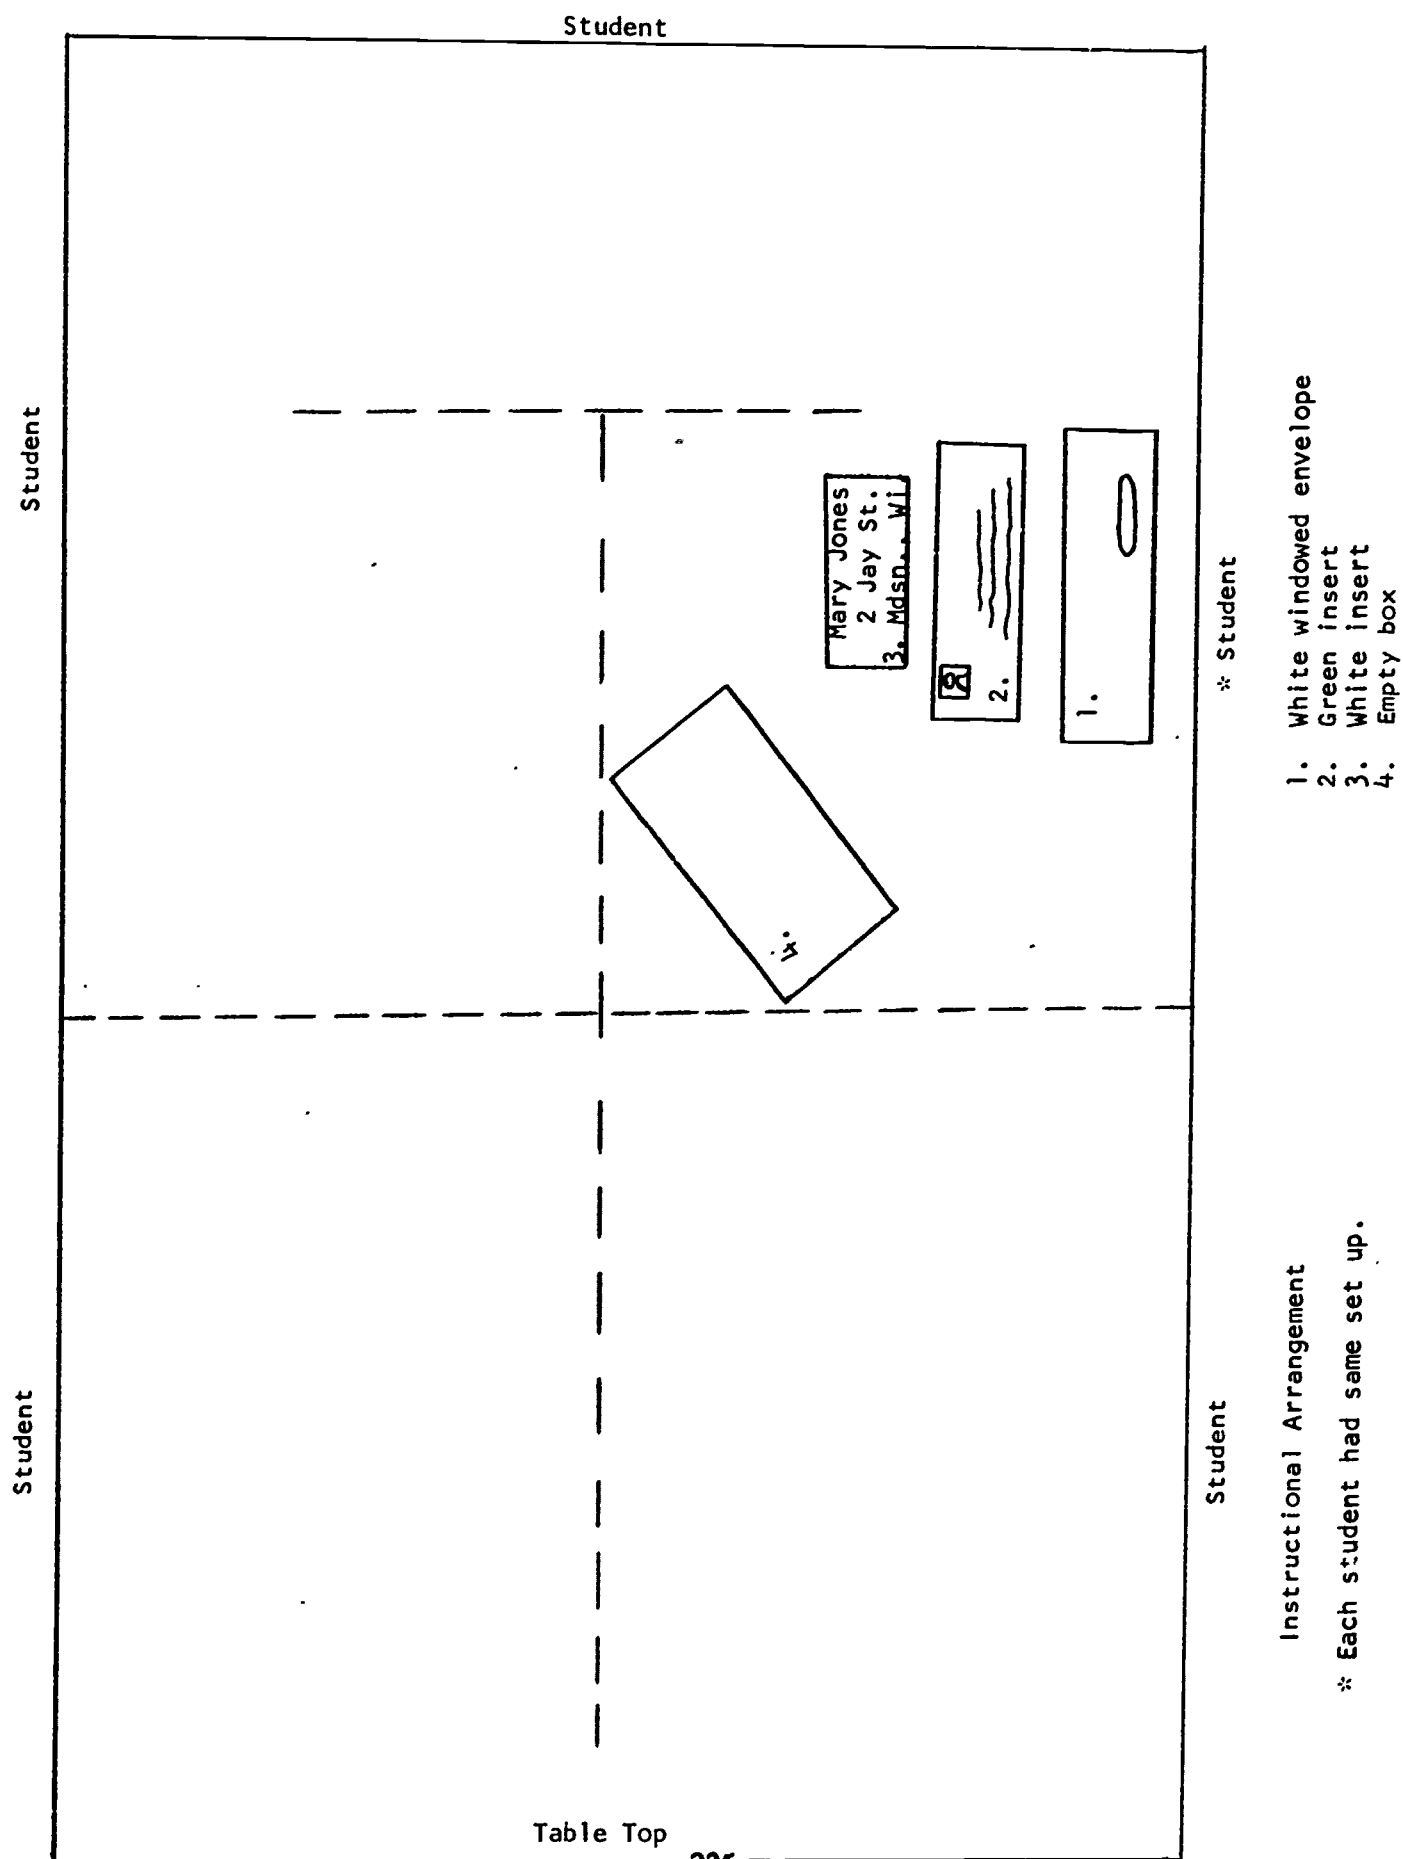 Student
Student
Student
Mary Jones
2 Jay St.
3. Mdsn., Wi.
2.
1.
4.
* Student
Student
1. White windowed envelope
2. Green insert
3. White insert
4. Empty box
Instructional Arrangement
* Each student had same set up.
Table Top